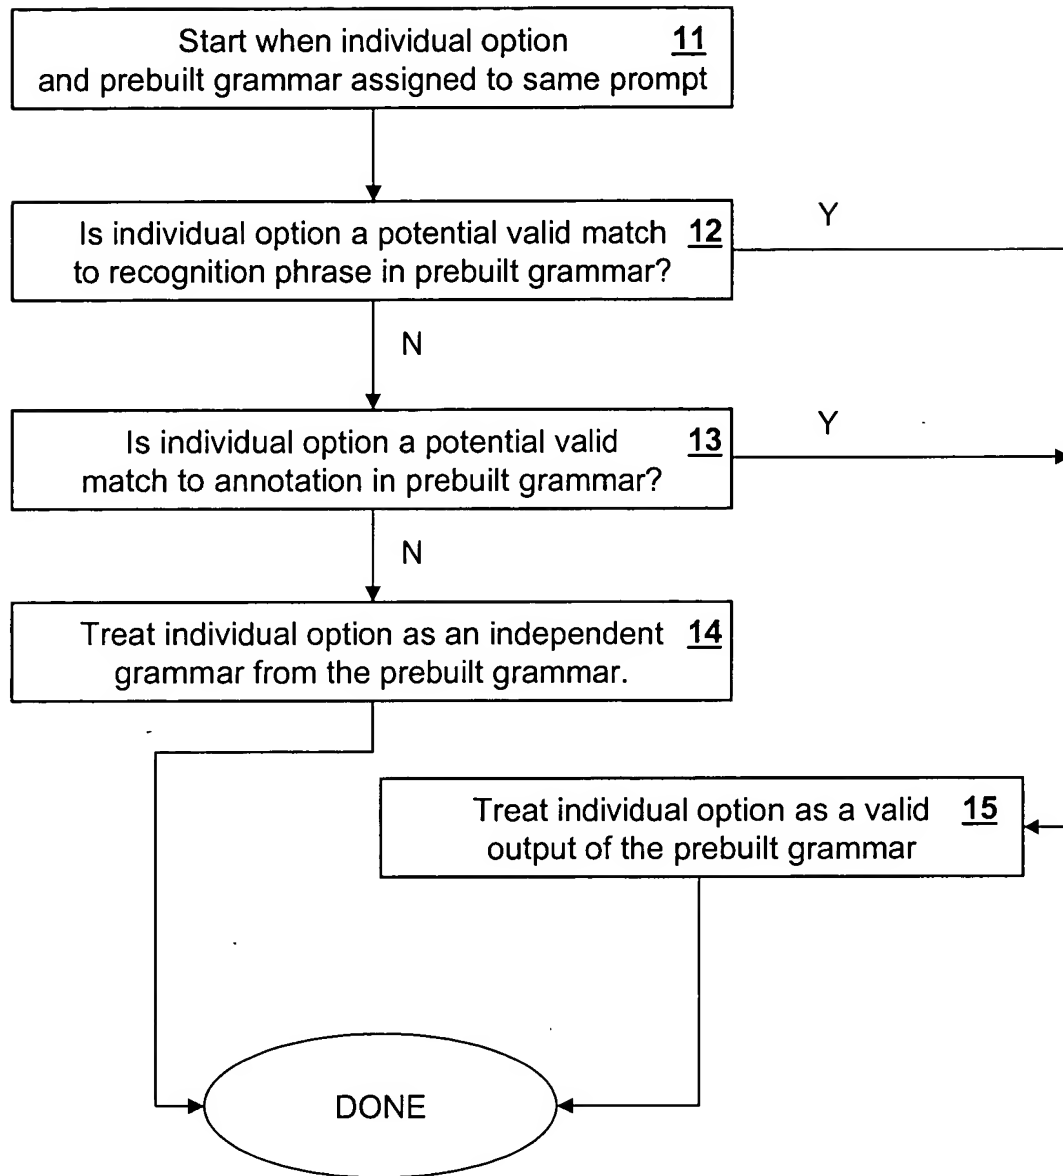 Start when individual option 11
and prebuilt grammar assigned to same prompt
Y
Is individual option a potential valid match 12
to recognition phrase in prebuilt grammar?
N
Y
Is individual option a potential valid 13
match to annotation in prebuilt grammar?
N
Treat individual option as an independent 14
grammar from the prebuilt grammar.
Treat individual option as a valid 15
output of the prebuilt grammar
DONE